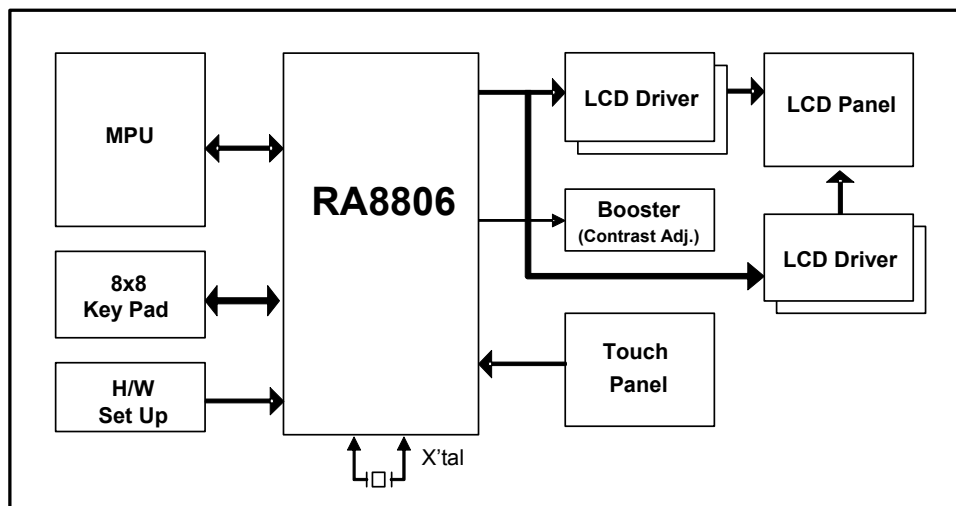 MPU
8x8
Key Pad
H/W
Set Up
RA8806
X'tal
LCD Driver
Booster
(Contrast Adj.)
Touch
Panel
LCD Panel
LCD Driver